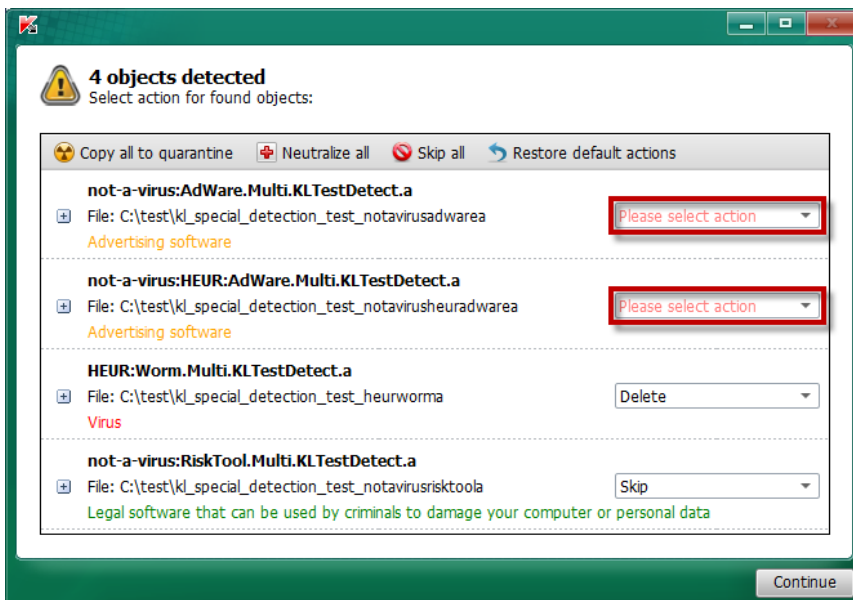 4 objects detected
Select action for found objects:
Copy all to quarantine Neutralize all Skip all Restore default actions
not-a-virus:AdWare.Multi.KLTestDetect.a
File: C:\test\kl_special_detection_test_notavirusadwarea
Please select action
Advertising software
not-a-virus:HEUR:AdWare.Multi.KLTestDetect.a
File: C:\test\kl_special_detection_test_notavirusheuradwarea
Please select action
Advertising software
HEUR:Worm.Multi.KLTestDetect.a
File: C:\test\kl_special_detection_test_heurworma
Delete
Virus
not-a-virus:RiskTool.Multi.KLTestDetect.a
File: C:\test\kl_special_detection_test_notavirusrisktoola
Skip
Legal software that can be used by criminals to damage your computer or personal data
Continue